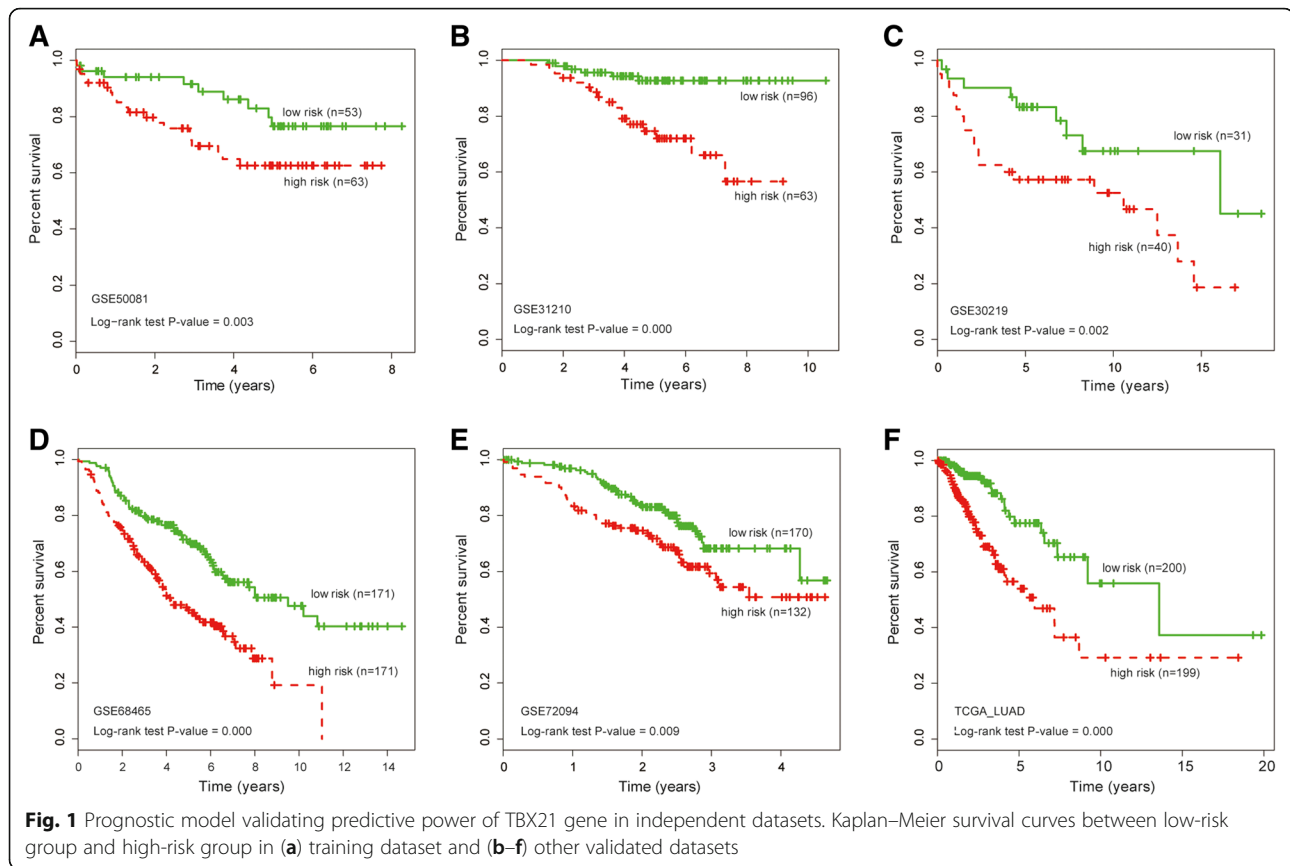 A
Percent survival
1.0
0.8
0.6
0.4
0.2
0.0
low risk (n=53)
high risk (n=63)
GSE50081
Log−rank test P-value = 0.003
0 2 4 6 8
Time (years)
B
Percent survival
1.0
0.8
0.6
0.4
0.2
0.0
low risk (n=96)
high risk (n=63)
GSE31210
Log-rank test P-value = 0.000
0 2 4 6 8 10
Time (years)
C
Percent survival
1.0
0.8
0.6
0.4
0.2
0.0
low risk (n=31)
high risk (n=40)
GSE30219
Log-rank test P-value = 0.002
0 5 10 15
Time (years)
D
Percent survival
1.0
0.8
0.6
0.4
0.2
0.0
low risk (n=171)
high risk (n=171)
GSE68465
Log-rank test P-value = 0.000
0 2 4 6 8 10 12 14
Time (years)
E
Percent survival
1.0
0.8
0.6
0.4
0.2
0.0
low risk (n=170)
high risk (n=132)
GSE72094
Log-rank test P-value = 0.009
0 1 2 3 4
Time (years)
F
Percent survival
1.0
0.8
0.6
0.4
0.2
0.0
low risk (n=200)
high risk (n=199)
TCGA_LUAD
Log-rank test P-value = 0.000
0 5 10 15 20
Time (years)
Fig. 1 Prognostic model validating predictive power of TBX21 gene in independent datasets. Kaplan–Meier survival curves between low-risk
group and high-risk group in (a) training dataset and (b–f) other validated datasets